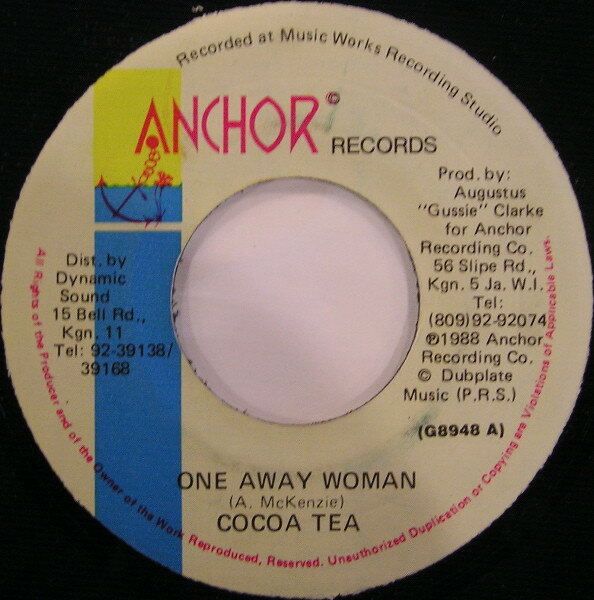 Recorded at Music Works Recording Studio
ANCHOR©
RECORDS
Prod. by:
Augustus
"Gussie" Clarke
for Anchor
Recording Co.
56 Slipe Rd.,
Kgn. 5 Ja. W.I.
Tel:
(809)92-92074
℗1988 Anchor
Recording Co.
© Dubplate
Music (P.R.S.)
(G8948 A)
Dist. by
Dynamic
Sound
15 Bell Rd.,
Kgn. 11
Tel: 92-39138/
39168
ONE AWAY WOMAN
(A. McKenzie)
COCOA TEA
All Rights of the Producer and of the Owner of the Work Reproduced, Reserved. Unauthorized Duplication or Copying are Violations of Applicable Laws.